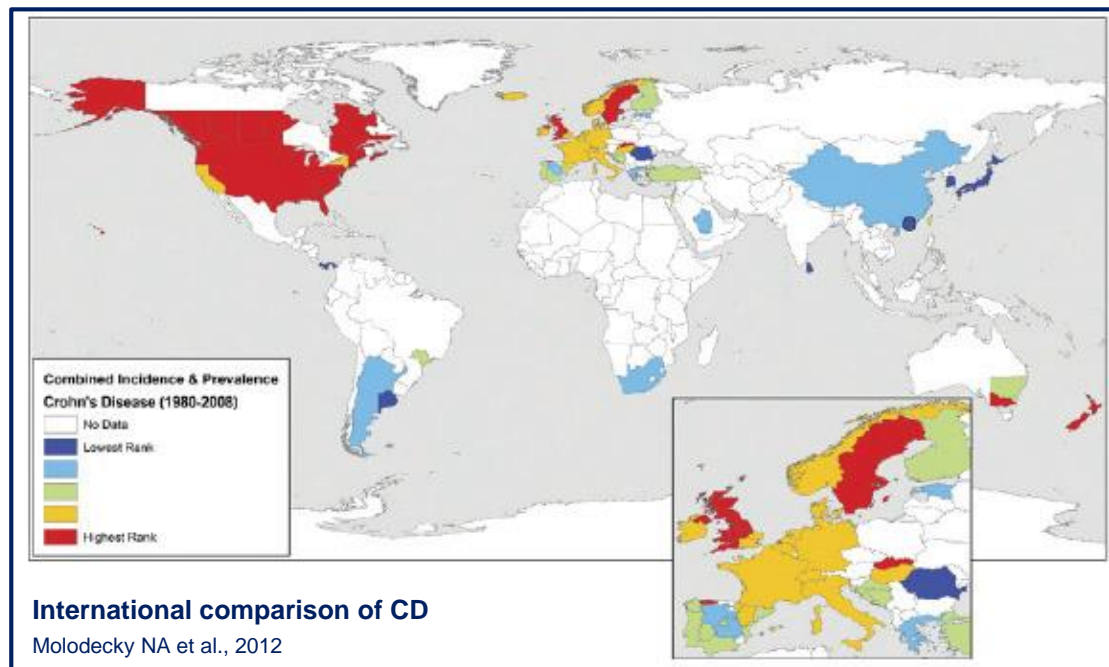 Combined Incidence & Prevalence
Crohn's Disease (1980-2008)
No Data
Lowest Rank
Highest Rank
International comparison of CD
Molodecky NA et al., 2012